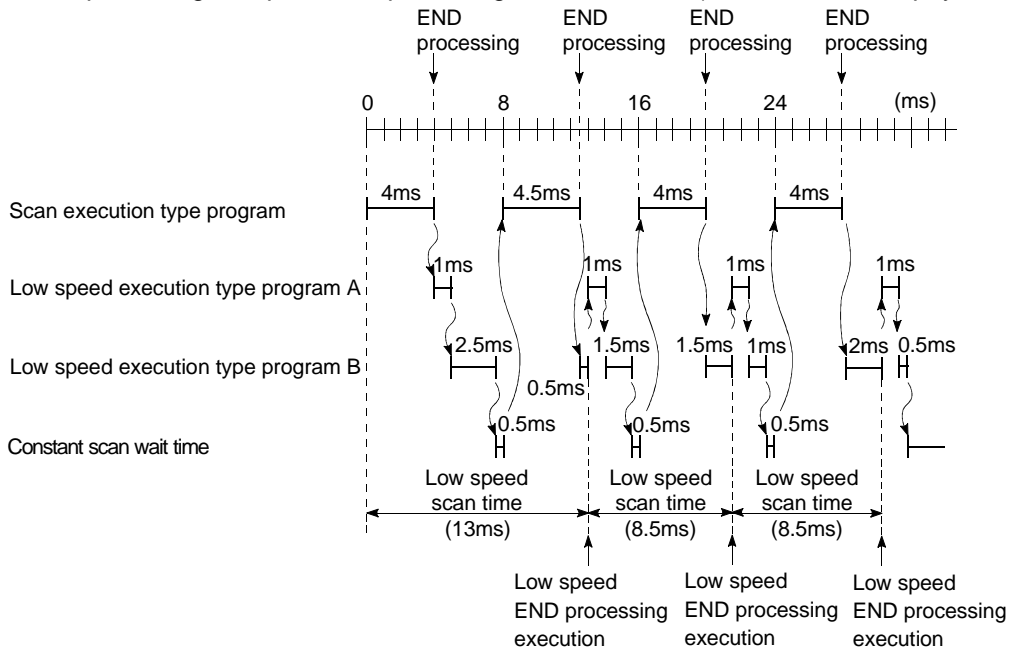 END processing
END processing
END processing
END processing
0
8
16
24
(ms)
Scan execution type program
4ms
4.5ms
4ms
4ms
Low speed execution type program A
1ms
1ms
1ms
1ms
Low speed execution type program B
2.5ms
0.5ms
1.5ms
1.5ms
1ms
2ms
0.5ms
Constant scan wait time
0.5ms
0.5ms
0.5ms
Low speed
scan time
(13ms)
Low speed
scan time
(8.5ms)
Low speed
scan time
(8.5ms)
Low speed
END processing
execution
Low speed
END processing
execution
Low speed
END processing
execution